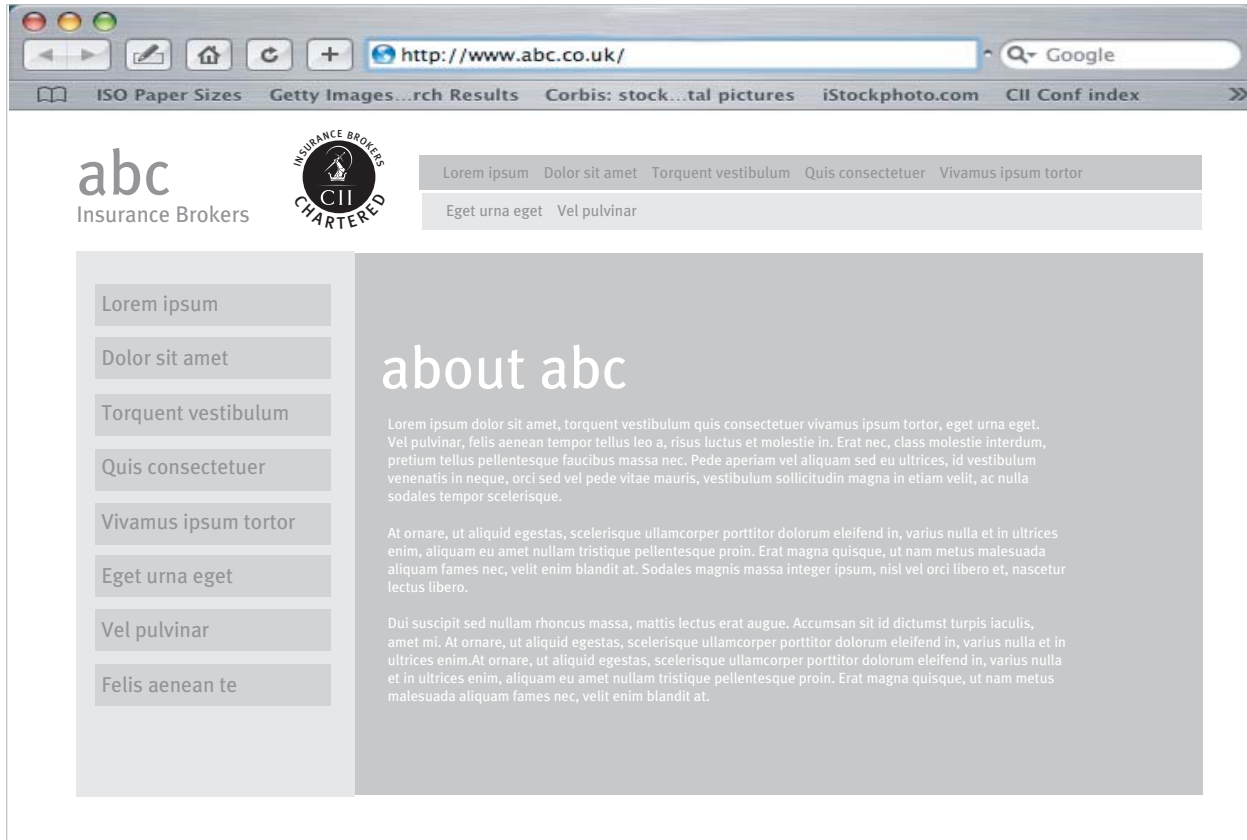 http://www.abc.co.uk/
Google
ISO Paper Sizes Getty Images...rch Results Corbis: stock...tal pictures iStockphoto.com CII Conf index
abc
Insurance Brokers
INSURANCE BROKERS
CII
CHARTERED
Lorem ipsum Dolor sit amet Torquent vestibulum Quis consectetuer Vivamus ipsum tortor
Eget urna eget Vel pulvinar
Lorem ipsum
Dolor sit amet
Torquent vestibulum
Quis consectetuer
Vivamus ipsum tortor
Eget urna eget
Vel pulvinar
Felis aenean te
about abc
Lorem ipsum dolor sit amet, torquent vestibulum quis consectetuer vivamus ipsum tortor, eget urna eget.
Vel pulvinar, felis aenean tempor tellus leo a, risus luctus et molestie in. Erat nec, class molestie interdum,
pretium tellus pellentesque faucibus massa nec. Pede aperiam vel aliquam sed eu ultrices, id vestibulum
venenatis in neque, orci sed vel pede vitae mauris, vestibulum sollicitudin magna in etiam velit, ac nulla
sodales tempor scelerisque.
At ornare, ut aliquid egestas, scelerisque ullamcorper porttitor dolorum eleifend in, varius nulla et in ultrices
enim, aliquam eu amet nullam tristique pellentesque proin. Erat magna quisque, ut nam metus malesuada
aliquam fames nec, velit enim blandit at. Sodales magnis massa integer ipsum, nisl vel orci libero et, nascetur
lectus libero.
Dui suscipit sed nullam rhoncus massa, mattis lectus erat augue. Accumsan sit id dictumst turpis iaculis,
amet mi. At ornare, ut aliquid egestas, scelerisque ullamcorper porttitor dolorum eleifend in, varius nulla et in
ultrices enim.At ornare, ut aliquid egestas, scelerisque ullamcorper porttitor dolorum eleifend in, varius nulla
et in ultrices enim, aliquam eu amet nullam tristique pellentesque proin. Erat magna quisque, ut nam metus
malesuada aliquam fames nec, velit enim blandit at.